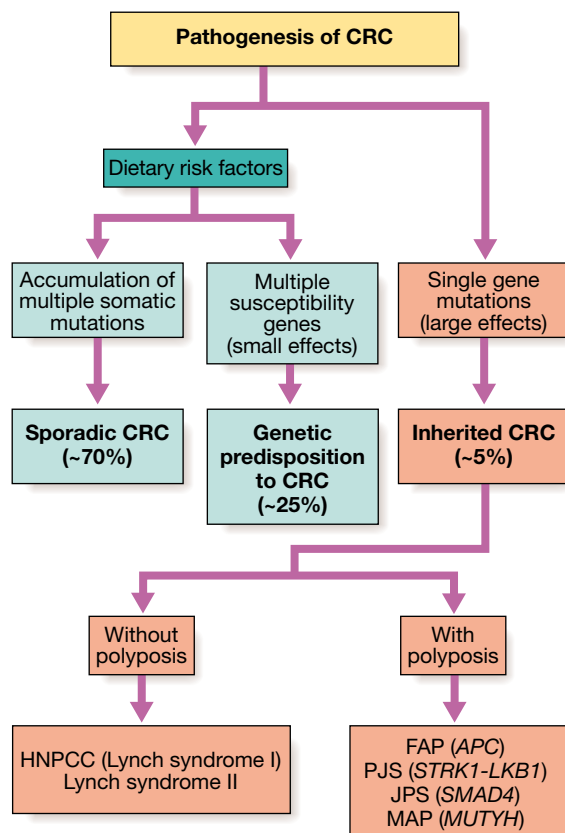 Pathogenesis of CRC
Dietary risk factors
Accumulation of
multiple somatic
mutations
Multiple
susceptibility
genes
(small effects)
Single gene
mutations
(large effects)
Sporadic CRC
(~70%)
Genetic
predisposition
to CRC
(~25%)
Inherited CRC
(~5%)
Without
polyposis
With
polyposis
HNPCC (Lynch syndrome I)
Lynch syndrome II
FAP (APC)
PJS (STRK1-LKB1)
JPS (SMAD4)
MAP (MUTYH)